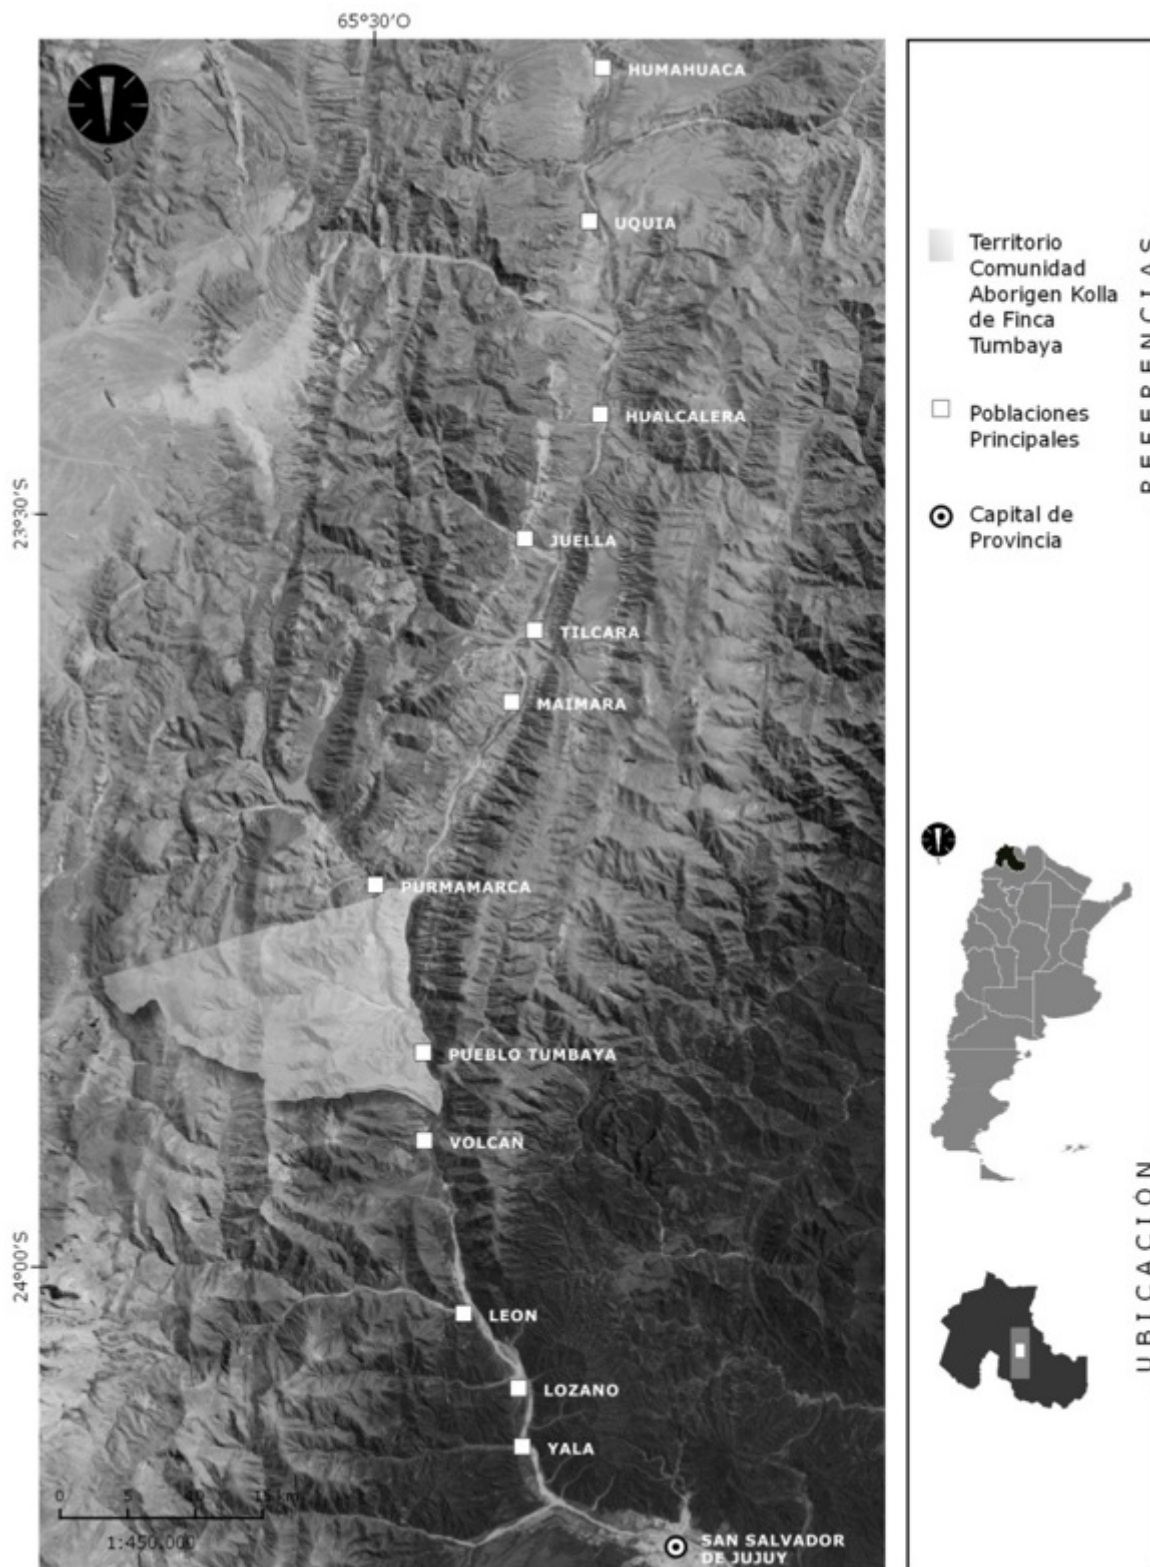 65°30'O
S
HUMAHUACA
UQUIA
HUALCALERA
23°30'S
JUELLA
TILCARA
MAIMARA
PURMAMARCA
PUEBLO TUMBAYA
VOLCAN
24°00'S
LEON
LOZANO
YALA
0 5 10 15 km
1:450.000
SAN SALVADOR
DE JUJUY
REFERENCIAS
Territorio
Comunidad
Aborigen Kolla
de Finca
Tumbaya
Poblaciones
Principales
Capital de
Provincia
UBICACIÓN